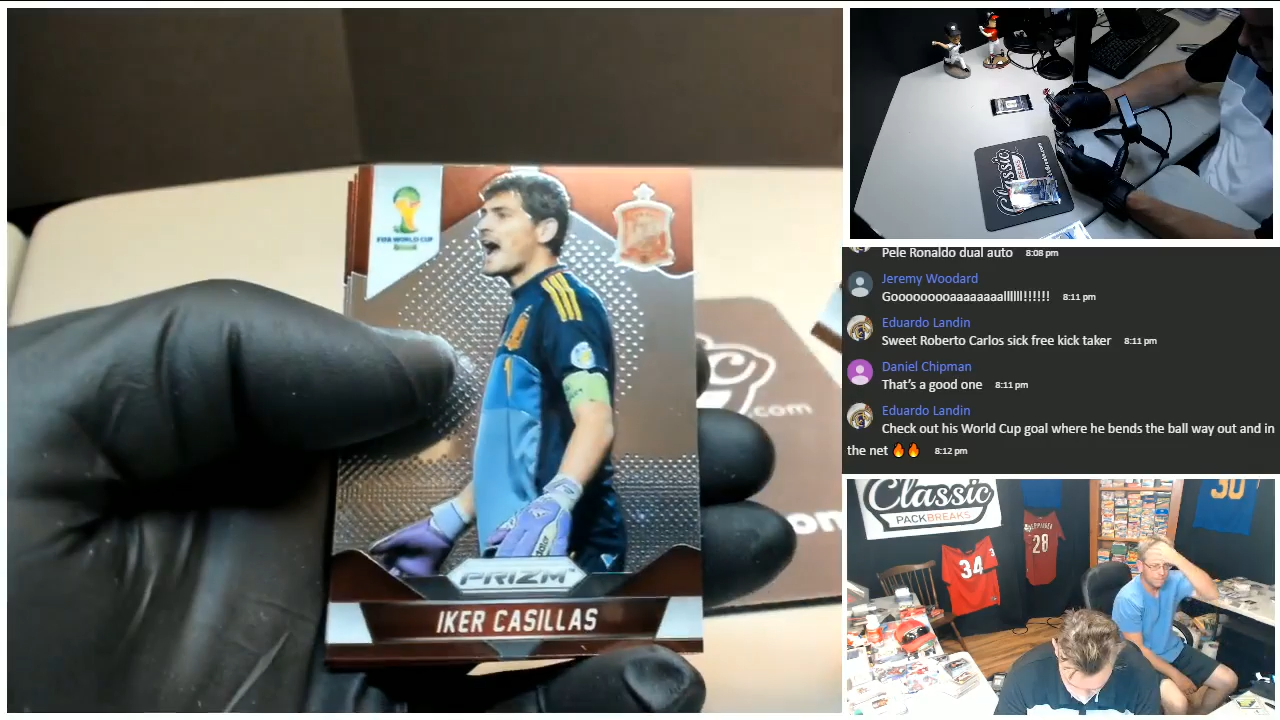 FIFA WORLD CUP
PRIZM
IKER CASILLAS
.com
Classic
Pele Ronaldo dual auto 8:08 pm
Jeremy Woodard
Gooooooooaaaaaaaallllll!!!!!! 8:11 pm
Eduardo Landin
Sweet Roberto Carlos sick free kick taker 8:11 pm
Daniel Chipman
That's a good one 8:11 pm
Eduardo Landin
Check out his World Cup goal where he bends the ball way out and in
the net 🔥🔥 8:12 pm
Classic
PACKBREAKS
34
28
30